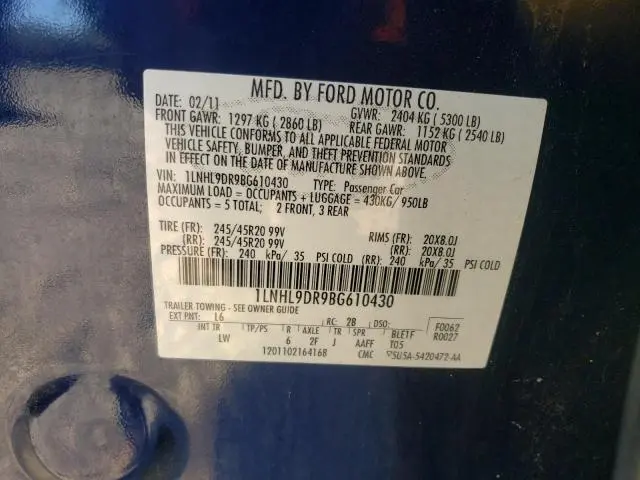 MFD. BY FORD MOTOR CO.
DATE: 02/11 GVWR: 2404 KG ( 5300 LB)
FRONT GAWR: 1297 KG ( 2860 LB) REAR GAWR: 1152 KG ( 2540 LB)
THIS VEHICLE CONFORMS TO ALL APPLICABLE FEDERAL MOTOR
VEHICLE SAFETY, BUMPER, AND THEFT PREVENTION STANDARDS
IN EFFECT ON THE DATE OF MANUFACTURE SHOWN ABOVE.
VIN: 1LNHL9DR9BG610430 TYPE: Passenger Car
MAXIMUM LOAD = OCCUPANTS + LUGGAGE = 430KG/ 950LB
OCCUPANTS = 5 TOTAL; 2 FRONT, 3 REAR
TIRE (FR): 245/45R20 99V RIMS (FR): 20X8.0J
(RR): 245/45R20 99V (RR): 20X8.0J
PRESSURE (FR): 240 kPa/ 35 PSI COLD (RR): 240 kPa/ 35 PSI COLD
1LNHL9DR9BG610430
TRAILER TOWING - SEE OWNER GUIDE
EXT PNT: L6 RC: 28 DSO: F0062
INT TR TP/PS R AXLE TR SPR BLETF R0027
LW 6 2F J AAFF T05
1201102164168 CMC 5U5A-5420472-AA